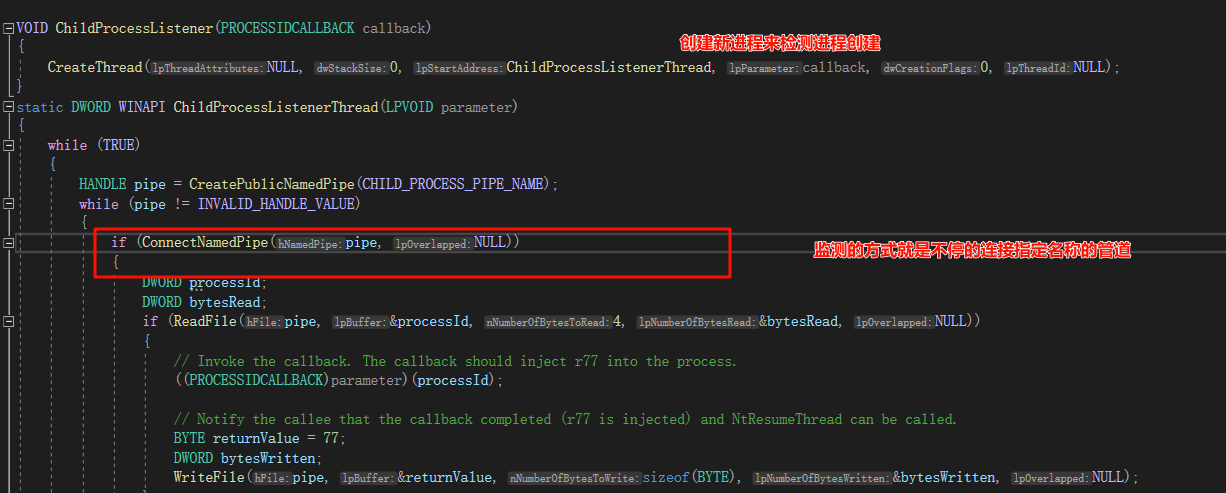 VOID ChildProcessListener(PROCESSIDCALLBACK callback)
{
创建新进程来检测进程创建
CreateThread(lpThreadAttributes:NULL, dwStackSize:0, lpStartAddress:ChildProcessListenerThread, lpParameter:callback, dwCreationFlags:0, lpThreadId:NULL);
}
static DWORD WINAPI ChildProcessListenerThread(LPVOID parameter)
{
while (TRUE)
{
HANDLE pipe = CreatePublicNamedPipe(CHILD_PROCESS_PIPE_NAME);
while (pipe != INVALID_HANDLE_VALUE)
{
if (ConnectNamedPipe(hNamedPipe:pipe, lpOverlapped:NULL))
监测的方式就是不停的连接指定名称的管道
{
DWORD processId;
DWORD bytesRead;
if (ReadFile(hFile:pipe, lpBuffer:&processId, nNumberOfBytesToRead:4, lpNumberOfBytesRead:&bytesRead, lpOverlapped:NULL))
{
// Invoke the callback. The callback should inject r77 into the process.
((PROCESSIDCALLBACK)parameter)(processId);
// Notify the callee that the callback completed (r77 is injected) and NtResumeThread can be called.
BYTE returnValue = 77;
DWORD bytesWritten;
WriteFile(hFile:pipe, lpBuffer:&returnValue, nNumberOfBytesToWrite:sizeof(BYTE), lpNumberOfBytesWritten:&bytesWritten, lpOverlapped:NULL);